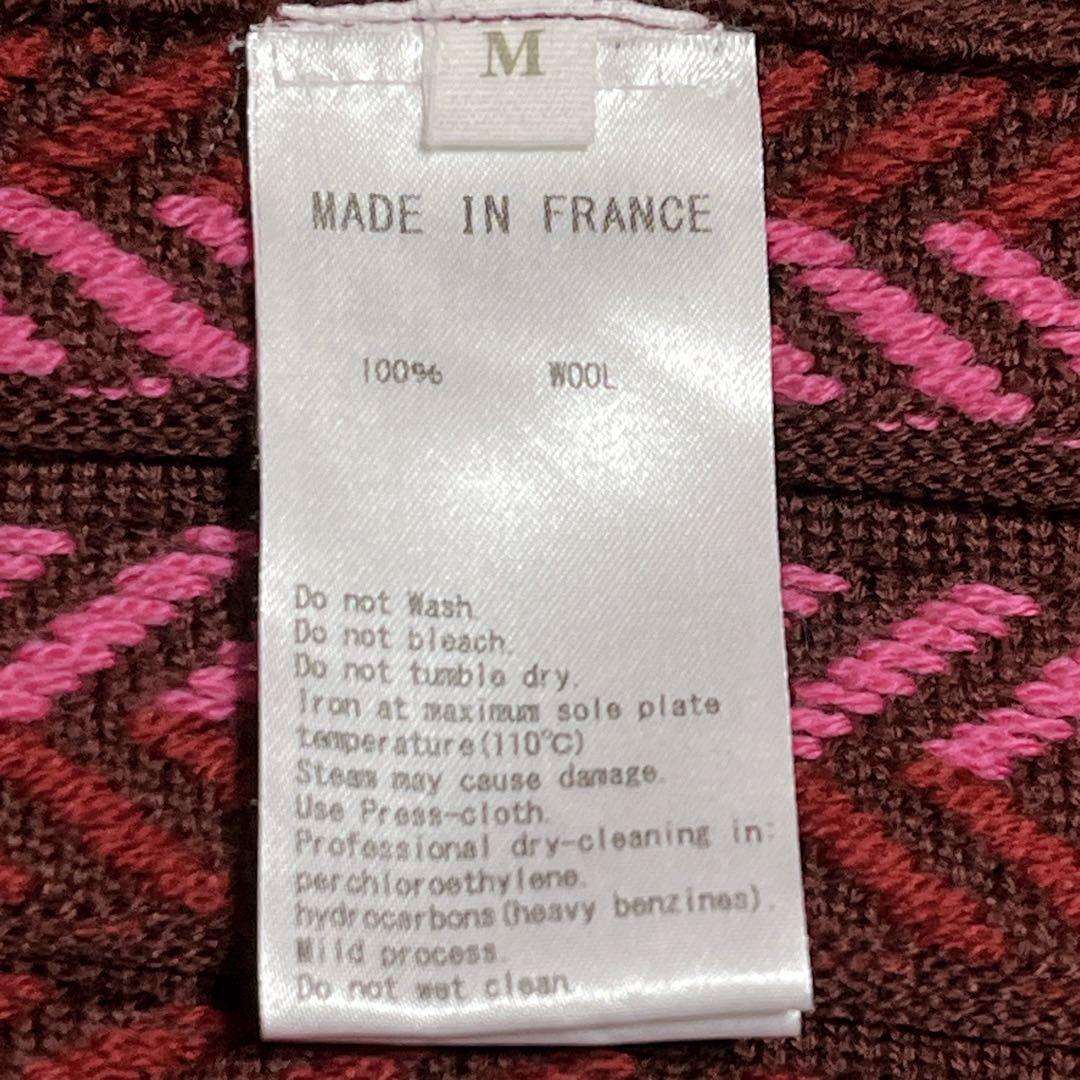 M
MADE IN FRANCE
100% WOOL
Do not Wash.
Do not bleach.
Do not tumble dry.
Iron at maximum sole plate
temperature(110℃)
Steam may cause damage.
Use Press-cloth.
Professional dry-cleaning in:
perchloroethylene.
hydrocarbons(heavy benzines).
Mild process.
Do not wet clean.